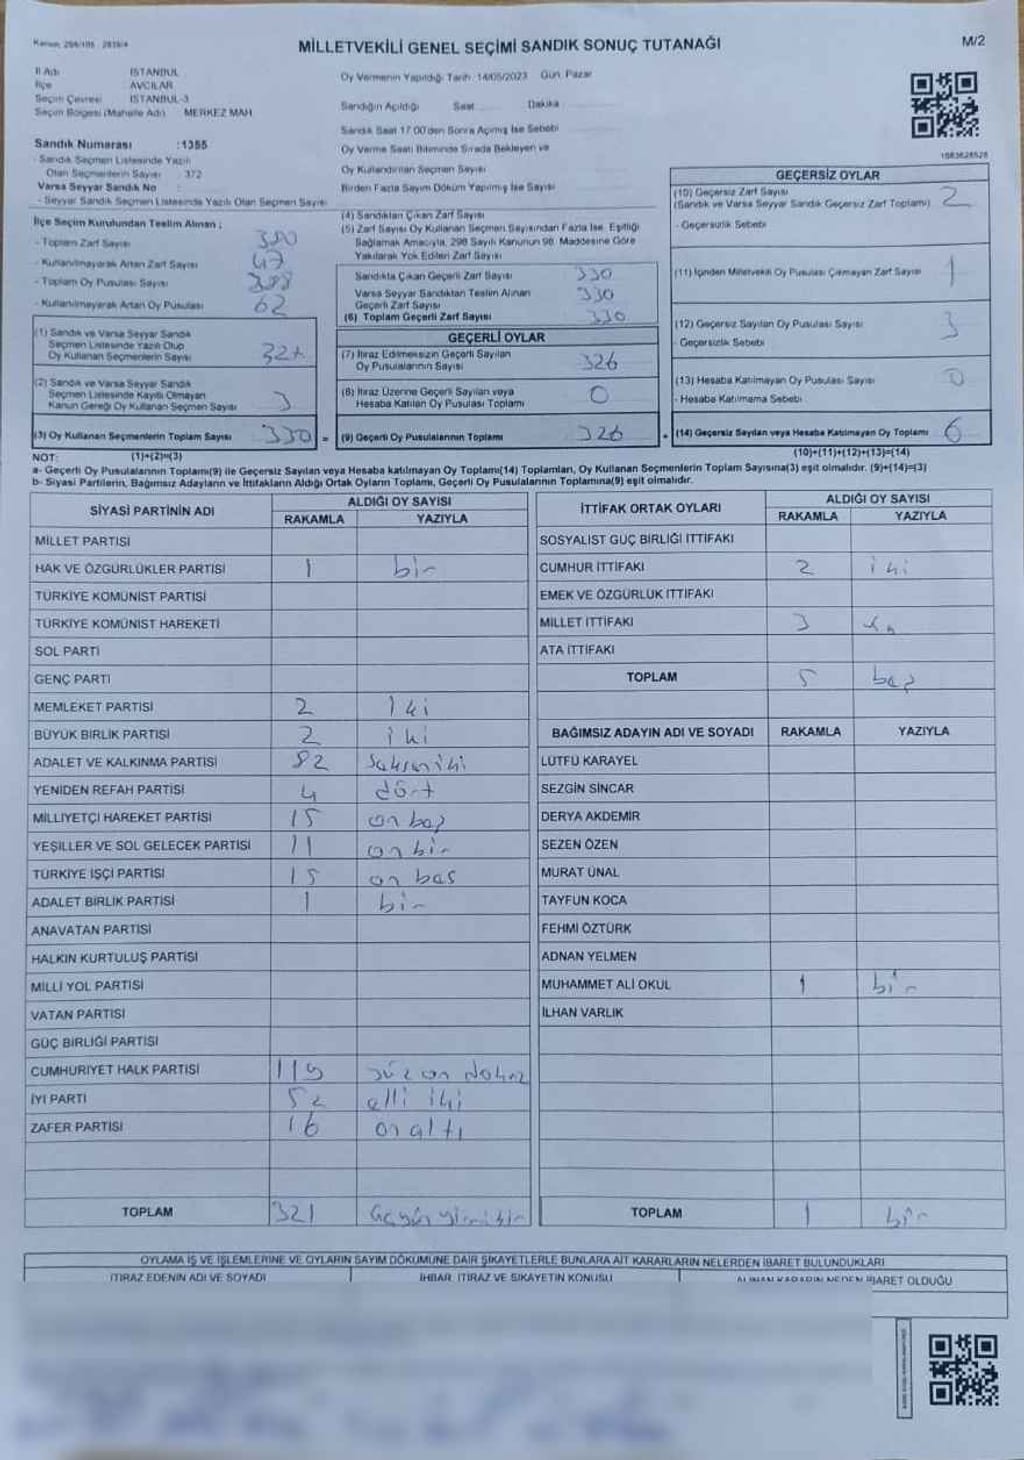 MİLLETVEKİLİ GENEL SEÇİMİ SANDIK SONUÇ TUTANAĞI
M/2
İl Adı İSTANBUL
İlçe AVCILAR
Seçim Çevresi İSTANBUL-3
Seçim Bölgesi (Mahalle Adı) MERKEZ MAH
Oy Vermenin Yapıldığı Tarih 14/05/2023 Gün Pazar
Sandığın Açıldığı Saat Dakika
Sandık Saat 17.00'den Sonra Açılmış İse Sebebi
Oy Verme Saati Bitiminde Sırada Bekleyen ve
Oy Kullandırılan Seçmen Sayısı
Birden Fazla Sayım Döküm Yapılmış İse Sayısı
Sandık Numarası :1355
- Sandık Seçmen Listesinde Yazılı
Olan Seçmenlerin Sayısı 372
Varsa Seyyar Sandık No :
- Seyyar Sandık Seçmen Listesinde Yazılı Olan Seçmen Sayısı
İlçe Seçim Kurulundan Teslim Alınan ;
- Toplam Zarf Sayısı
- Kullanılmayarak Artan Zarf Sayısı 47
- Toplam Oy Pusulası Sayısı 388
- Kullanılmayarak Artan Oy Pusulası 62
(1) Sandık ve Varsa Seyyar Sandık
Seçmen Listesinde Yazılı Olup
Oy Kullanan Seçmenlerin Sayısı
(2) Sandık ve Varsa Seyyar Sandık
Seçmen Listesinde Kayıtlı Olmayan
Kanun Gereği Oy Kullanan Seçmen Sayısı 3
(3) Oy Kullanan Seçmenlerin Toplam Sayısı 330 =
(4) Sandıktan Çıkan Zarf Sayısı
(5) Zarf Sayısı Oy Kullanan Seçmen Sayısından Fazla İse, Eşitliği
Sağlamak Amacıyla, 298 Sayılı Kanunun 98. Maddesine Göre
Yakılarak Yok Edilen Zarf Sayısı
Sandıkta Çıkan Geçerli Zarf Sayısı 330
Varsa Seyyar Sandıktan Teslim Alınan
Geçerli Zarf Sayısı 330
(6) Toplam Geçerli Zarf Sayısı 330
GEÇERLİ OYLAR
(7) İtiraz Edilmeksizin Geçerli Sayılan
Oy Pusulalarının Sayısı 326
(8) İtiraz Üzerine Geçerli Sayılan veya
Hesaba Katılan Oy Pusulası Toplamı 0
(9) Geçerli Oy Pusulalarının Toplamı 326 +
1583628528
GEÇERSİZ OYLAR
(10) Geçersiz Zarf Sayısı 2
(Sandık ve Varsa Seyyar Sandık Geçersiz Zarf Toplamı)
- Geçersizlik Sebebi
(11) İçinden Milletvekili Oy Pusulası Çıkmayan Zarf Sayısı 1
(12) Geçersiz Sayılan Oy Pusulası Sayısı 3
- Geçersizlik Sebebi
(13) Hesaba Katılmayan Oy Pusulası Sayısı 0
- Hesaba Katılmama Sebebi
(14) Geçersiz Sayılan veya Hesaba Katılmayan Oy Toplamı 6
NOT: (1)+(2)=(3) (10)+(11)+(12)+(13)=(14)
a- Geçerli Oy Pusulalarının Toplamı(9) ile Geçersiz Sayılan veya Hesaba katılmayan Oy Toplamı(14) Toplamları, Oy Kullanan Seçmenlerin Toplam Sayısına(3) eşit olmalıdır. (9)+(14)=(3)
b- Siyasi Partilerin, Bağımsız Adayların ve İttifakların Aldığı Ortak Oyların Toplamı, Geçerli Oy Pusulalarının Toplamına(9) eşit olmalıdır.
SİYASİ PARTİNİN ADI ALDIĞI OY SAYISI
RAKAMLA YAZIYLA
MİLLET PARTİSİ
HAK VE ÖZGÜRLÜKLER PARTİSİ 1 bir
TÜRKİYE KOMÜNİST PARTİSİ
TÜRKİYE KOMÜNİST HAREKETİ
SOL PARTİ
GENÇ PARTİ
MEMLEKET PARTİSİ 2 iki
BÜYÜK BİRLİK PARTİSİ 2 iki
ADALET VE KALKINMA PARTİSİ 82 seksen iki
YENİDEN REFAH PARTİSİ 4 dört
MİLLİYETÇİ HAREKET PARTİSİ 15 on beş
YEŞİLLER VE SOL GELECEK PARTİSİ 11 on bir
TÜRKİYE İŞÇİ PARTİSİ 15 on bes
ADALET BİRLİK PARTİSİ 1 bir
ANAVATAN PARTİSİ
HALKIN KURTULUŞ PARTİSİ
MİLLİ YOL PARTİSİ
VATAN PARTİSİ
GÜÇ BİRLİĞİ PARTİSİ
CUMHURİYET HALK PARTİSİ 119 yüz on dokuz
İYİ PARTİ 52 elli iki
ZAFER PARTİSİ 16 on altı
TOPLAM 321
İTTİFAK ORTAK OYLARI ALDIĞI OY SAYISI
RAKAMLA YAZIYLA
SOSYALİST GÜÇ BİRLİĞİ İTTİFAKI
CUMHUR İTTİFAKI 2 iki
EMEK VE ÖZGÜRLÜK İTTİFAKI
MİLLET İTTİFAKI 3
ATA İTTİFAKI
TOPLAM 5 beş
BAĞIMSIZ ADAYIN ADI VE SOYADI RAKAMLA YAZIYLA
LÜTFÜ KARAYEL
SEZGİN SİNCAR
DERYA AKDEMİR
SEZEN ÖZEN
MURAT ÜNAL
TAYFUN KOCA
FEHMİ ÖZTÜRK
ADNAN YELMEN
MUHAMMET ALİ OKUL 1 bir
İLHAN VARLIK
TOPLAM 1 bir
OYLAMA İŞ VE İŞLEMLERİNE VE OYLARIN SAYIM DÖKÜMÜNE DAİR ŞİKAYETLERLE BUNLARA AİT KARARLARIN NELERDEN İBARET BULUNDUKLARI
İTİRAZ EDENİN ADI VE SOYADI İHBAR, İTİRAZ VE ŞİKAYETİN KONUSU ALINAN KARARIN NEDEN İBARET OLDUĞU